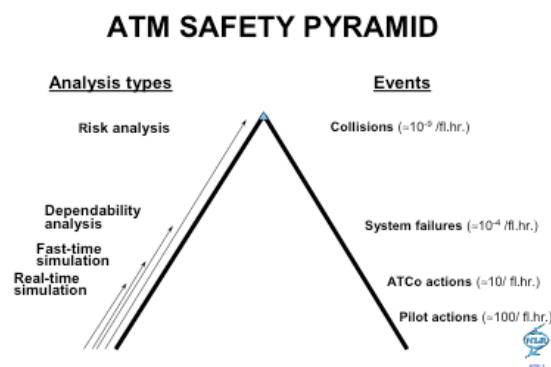 ATM SAFETY PYRAMID
Analysis types
Events
Risk analysis
Collisions (≈10⁻⁹ /fl.hr.)
Dependability
analysis
System failures (≈10⁻⁴ /fl.hr.)
Fast-time
simulation
Real-time
simulation
ATCo actions (≈10/ fl.hr.)
Pilot actions (≈100/ fl.hr.)
NLR